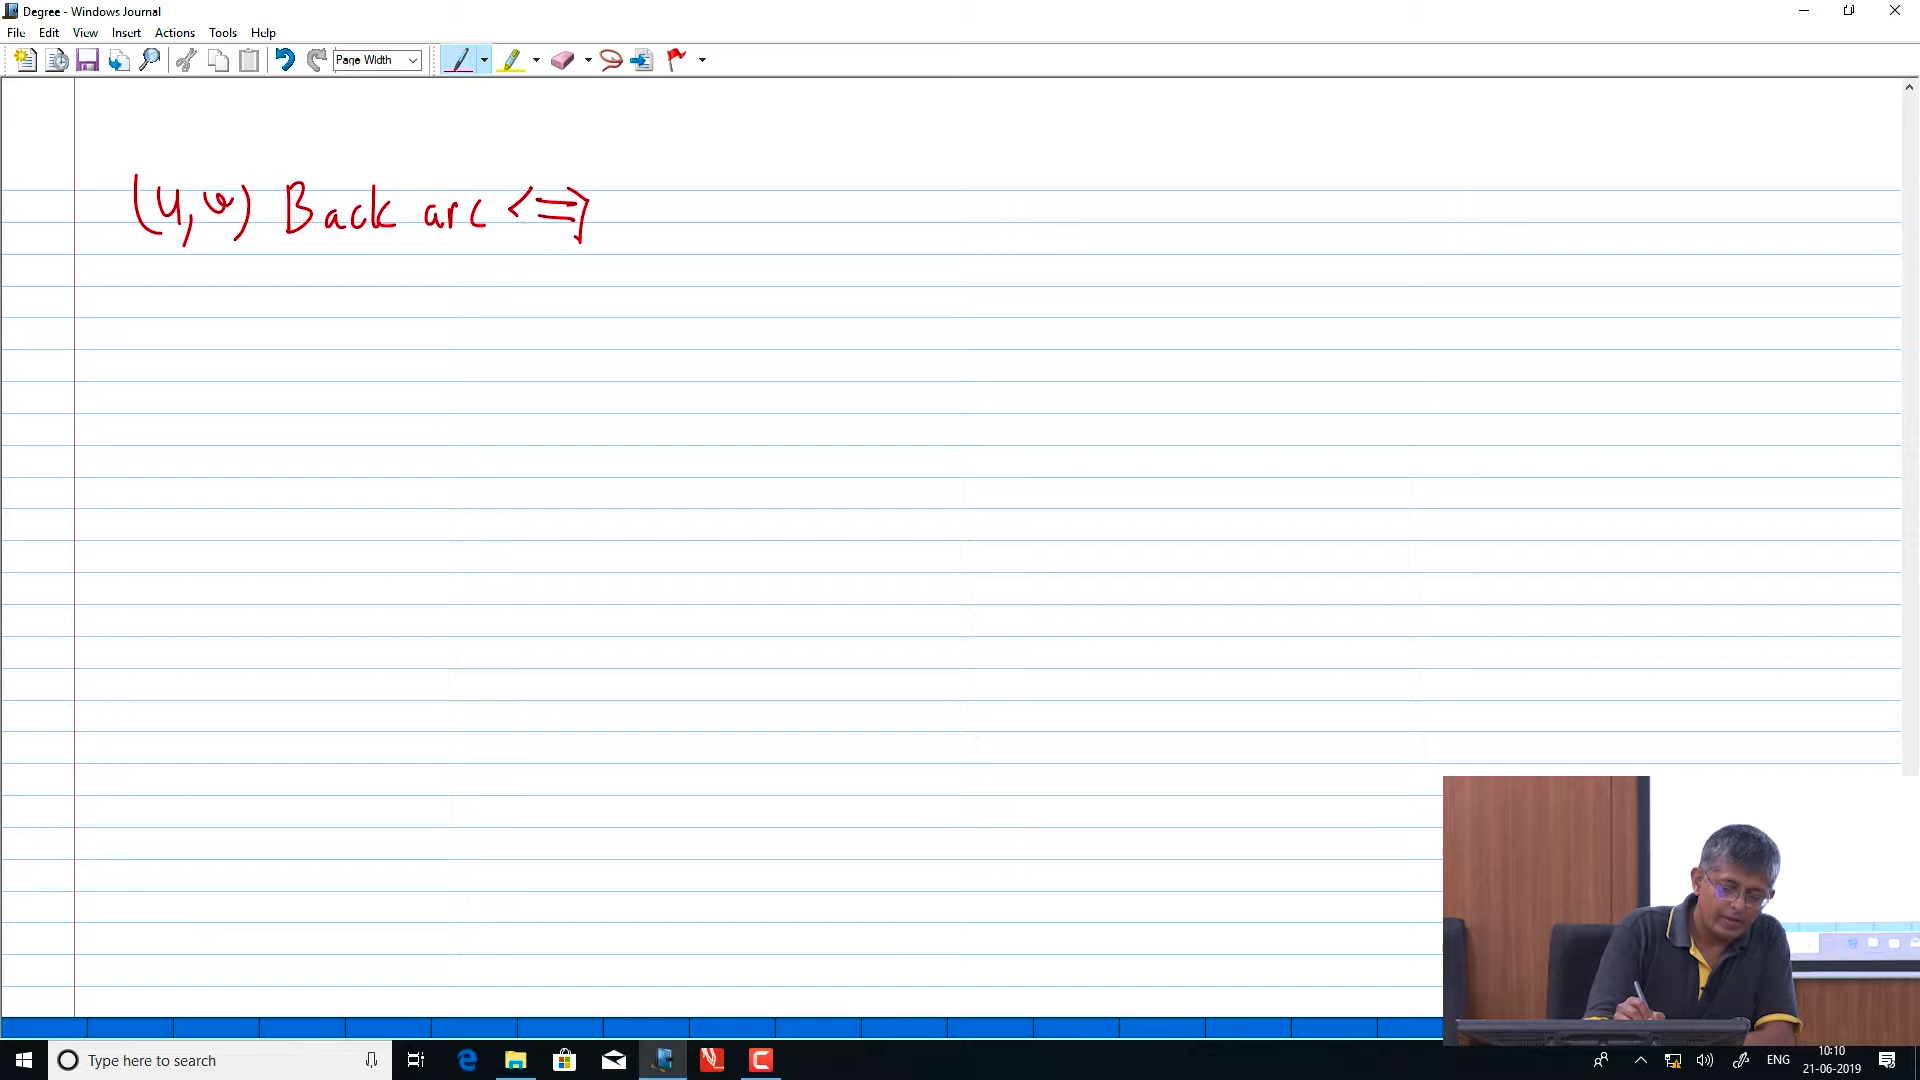 Degree - Windows Journal
File Edit View Insert Actions Tools Help
Page Width
(u,v) Back arc <=>
Type here to search
ENG
10:10
21-06-2019